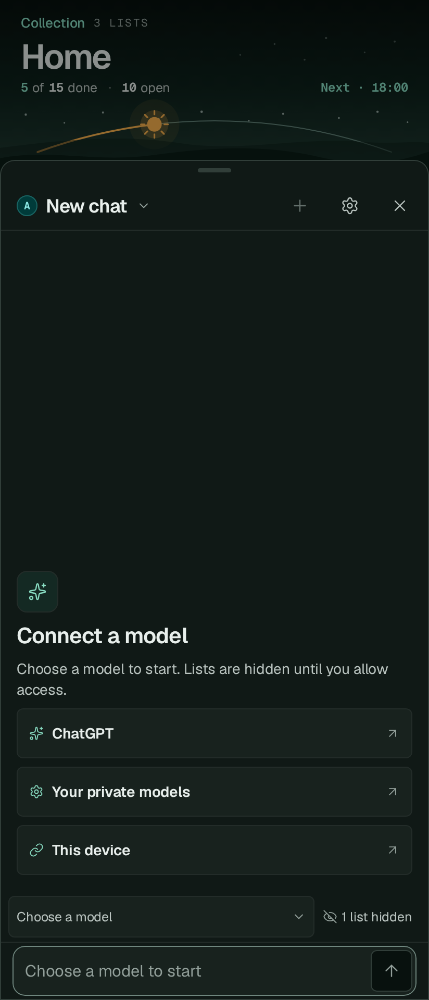 Collection 3 LISTS
Home
5 of 15 done · 10 open Next · 18:00
A New chat
Connect a model
Choose a model to start. Lists are hidden until you allow
access.
ChatGPT
Your private models
This device
Choose a model 1 list hidden
Choose a model to start